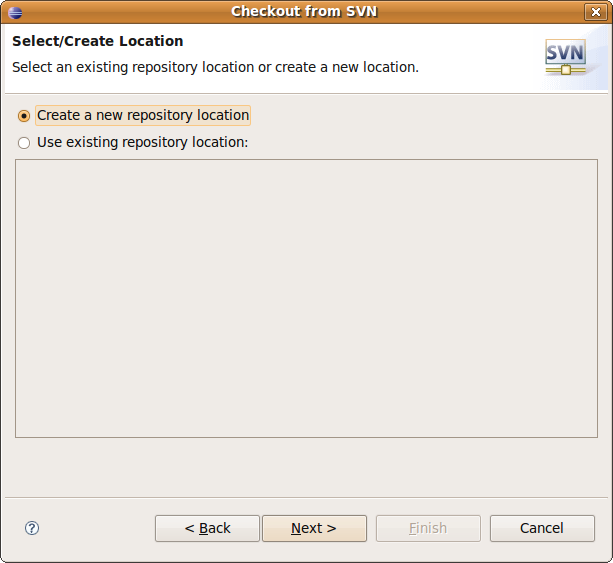 Checkout from SVN
Select/Create Location
Select an existing repository location or create a new location.
SVN
Create a new repository location
Use existing repository location:
?
< Back
Next >
Finish
Cancel